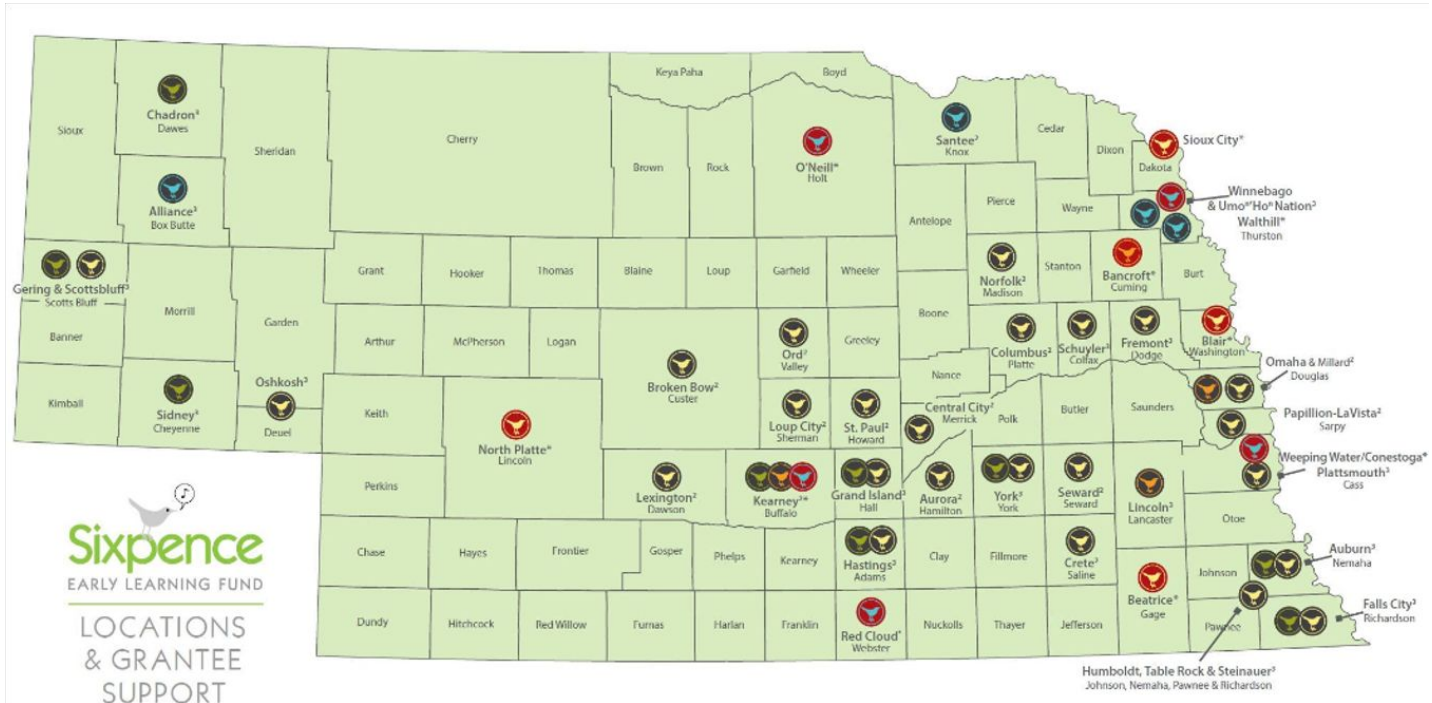 Keya Paha
Boyd
Sioux
Chadron³
Dawes
Sheridan
Cherry
Brown
Rock
O'Neill*
Holt
Santee²
Knox
Cedar
Dixon
Dakota
Sioux City*
Alliance³
Box Butte
Antelope
Pierce
Wayne
Winnebago
& Umoⁿ'Hoⁿ Nation³
Walthill*
Thurston
Gering & Scottsbluff³
Scotts Bluff
Morrill
Garden
Grant
Hooker
Thomas
Blaine
Loup
Garfield
Wheeler
Norfolk³
Madison
Stanton
Bancroft*
Cuming
Burt
Banner
Arthur
McPherson
Logan
Broken Bow²
Custer
Ord²
Valley
Greeley
Boone
Columbus²
Platte
Schuyler³
Colfax
Fremont³
Dodge
Blair*
Washington
Omaha & Millard²
Douglas
Kimball
Sidney³
Cheyenne
Oshkosh³
Deuel
Keith
North Platte*
Lincoln
Loup City²
Sherman
St. Paul²
Howard
Nance
Central City²
Merrick
Polk
Butler
Saunders
Papillion-LaVista²
Sarpy
Perkins
Lexington²
Dawson
Kearney³*
Buffalo
Grand Island³
Hall
Aurora²
Hamilton
York³
York
Seward²
Seward
Lincoln³
Lancaster
Weeping Water/Conestoga*
Plattsmouth³
Cass
Otoe
Chase
Hayes
Frontier
Gosper
Phelps
Kearney
Hastings³
Adams
Clay
Fillmore
Crete³
Saline
Beatrice*
Gage
Johnson
Auburn³
Nemaha
Dundy
Hitchcock
Red Willow
Furnas
Harlan
Franklin
Red Cloud*
Webster
Nuckolls
Thayer
Jefferson
Pawnee
Falls City³
Richardson
Humboldt, Table Rock & Steinauer³
Johnson, Nemaha, Pawnee & Richardson
Sixpence
EARLY LEARNING FUND
LOCATIONS
& GRANTEE
SUPPORT